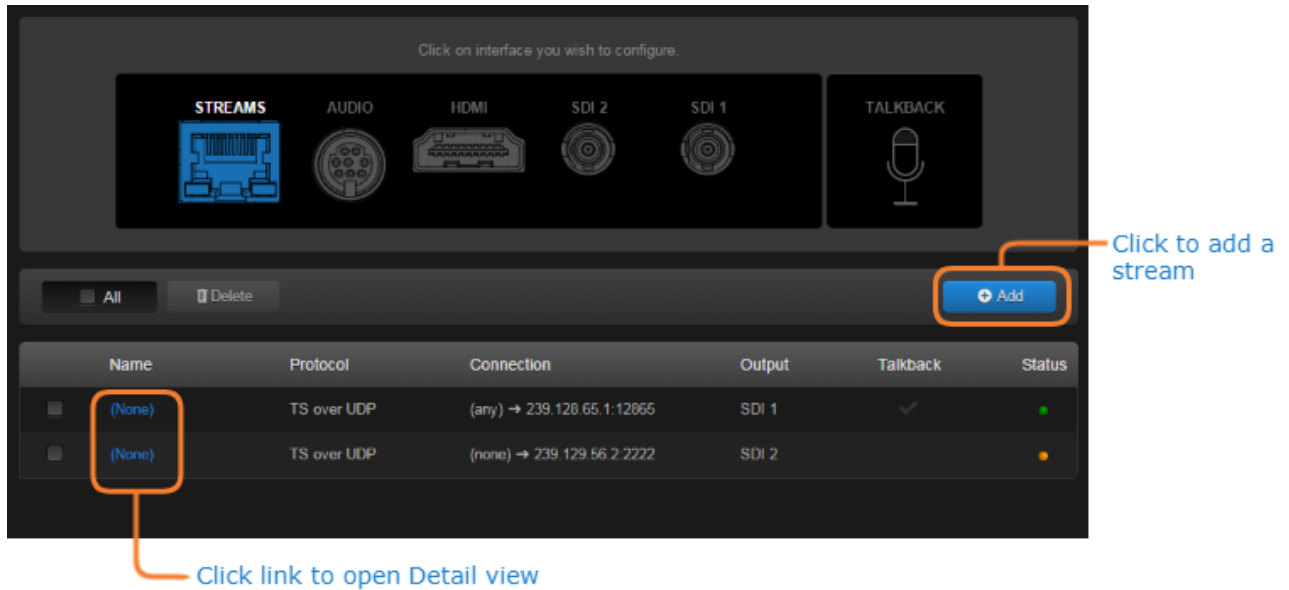 Click on interface you wish to configure.
STREAMS AUDIO HDMI SDI 2 SDI 1 TALKBACK
Click to add a
stream
All Delete Add
Name Protocol Connection Output Talkback Status
(None) TS over UDP (any) → 239.128.65.1:12865 SDI 1
(None) TS over UDP (none) → 239.129.56.2:2222 SDI 2
Click link to open Detail view